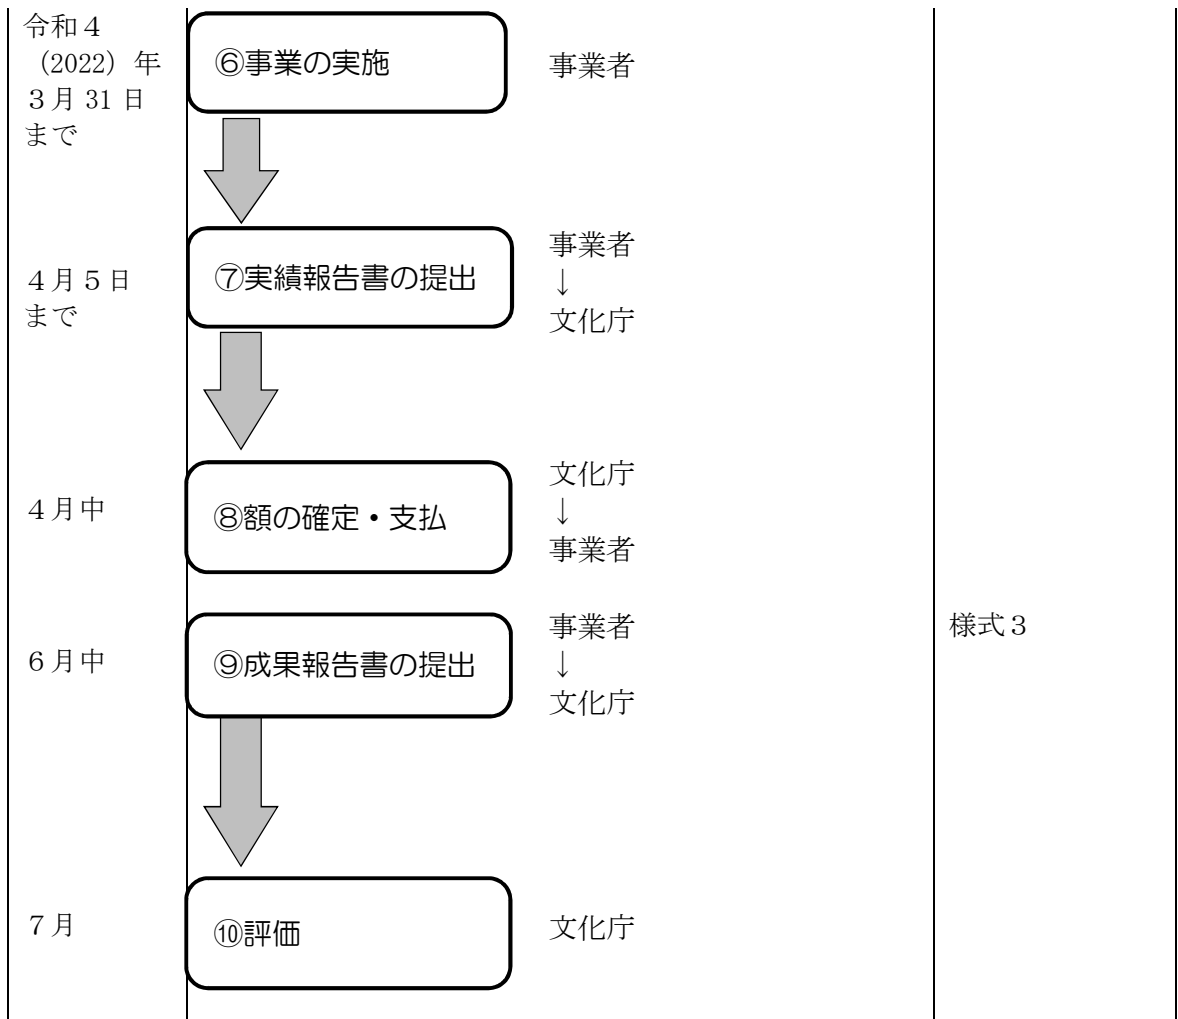 令和４
（2022）年
３月 31 日
まで
⑥事業の実施
事業者
４月５日
まで
⑦実績報告書の提出
事業者
↓
文化庁
４月中
⑧額の確定・支払
文化庁
↓
事業者
６月中
⑨成果報告書の提出
事業者
↓
文化庁
様式３
７月
⑩評価
文化庁